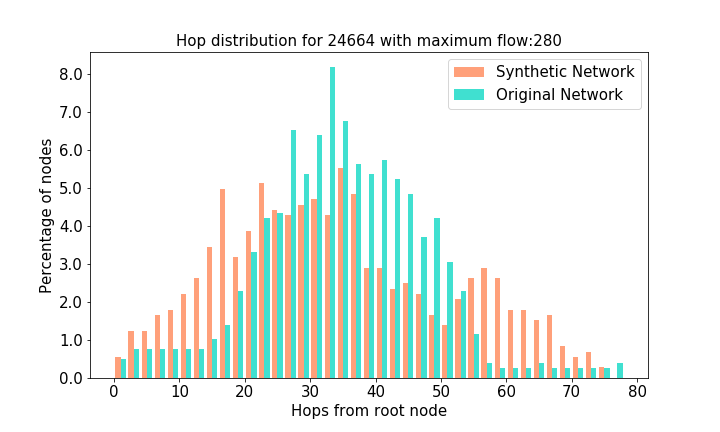 Hop distribution for 24664 with maximum flow:280
Synthetic Network
Original Network
Percentage of nodes
8.0
7.0
6.0
5.0
4.0
3.0
2.0
1.0
0.0
0 10 20 30 40 50 60 70 80
Hops from root node